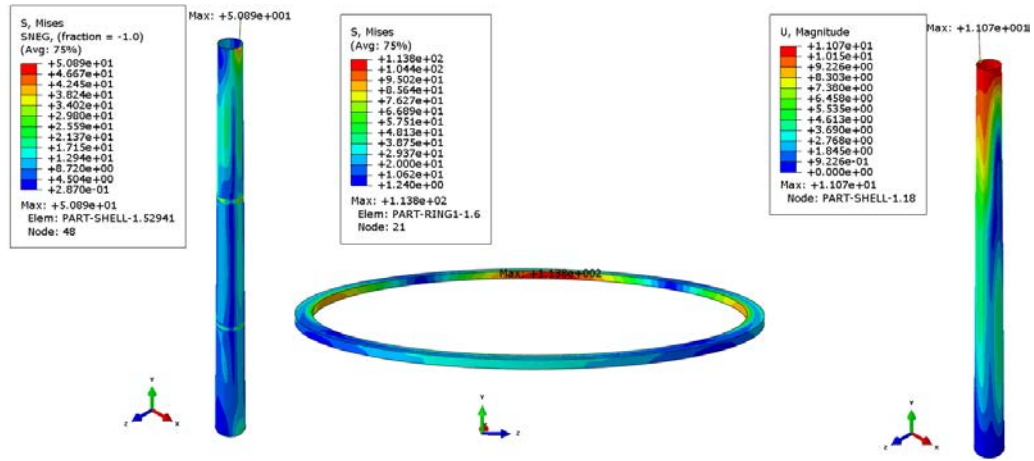 Max: +5.089e+001
S, Mises
SNEG, (fraction = -1.0)
(Avg: 75%)
+5.089e+01
+4.667e+01
+4.245e+01
+3.824e+01
+3.402e+01
+2.980e+01
+2.559e+01
+2.137e+01
+1.715e+01
+1.294e+01
+8.720e+00
+4.504e+00
+2.870e-01
Max: +5.089e+01
Elem: PART-SHELL-1.52941
Node: 48
Y
Z
X
S, Mises
(Avg: 75%)
+1.138e+02
+1.044e+02
+9.502e+01
+8.564e+01
+7.627e+01
+6.689e+01
+5.751e+01
+4.813e+01
+3.875e+01
+2.937e+01
+2.000e+01
+1.062e+01
+1.240e+00
Max: +1.138e+02
Elem: PART-RING1-1.6
Node: 21
Max: +1.138e+002
Y
Z
Max: +1.107e+001
U, Magnitude
+1.107e+01
+1.015e+01
+9.226e+00
+8.303e+00
+7.380e+00
+6.458e+00
+5.535e+00
+4.613e+00
+3.690e+00
+2.768e+00
+1.845e+00
+9.226e-01
+0.000e+00
Max: +1.107e+01
Node: PART-SHELL-1.18
Y
Z
X